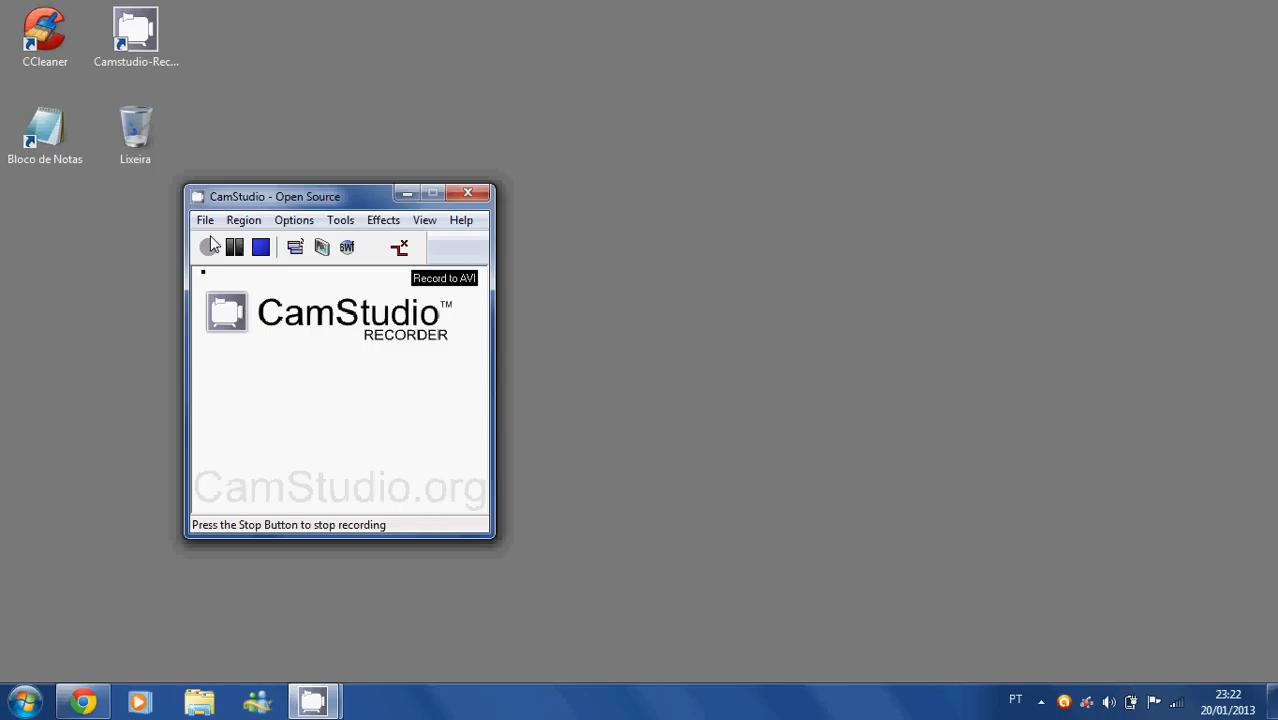 CCleaner
Camstudio-Rec...
Bloco de Notas
Lixeira
CamStudio - Open Source
File Region Options Tools Effects View Help
SWf
Record to AVI
CamStudio™
RECORDER
CamStudio.org
Press the Stop Button to stop recording
PT
23:22
20/01/2013